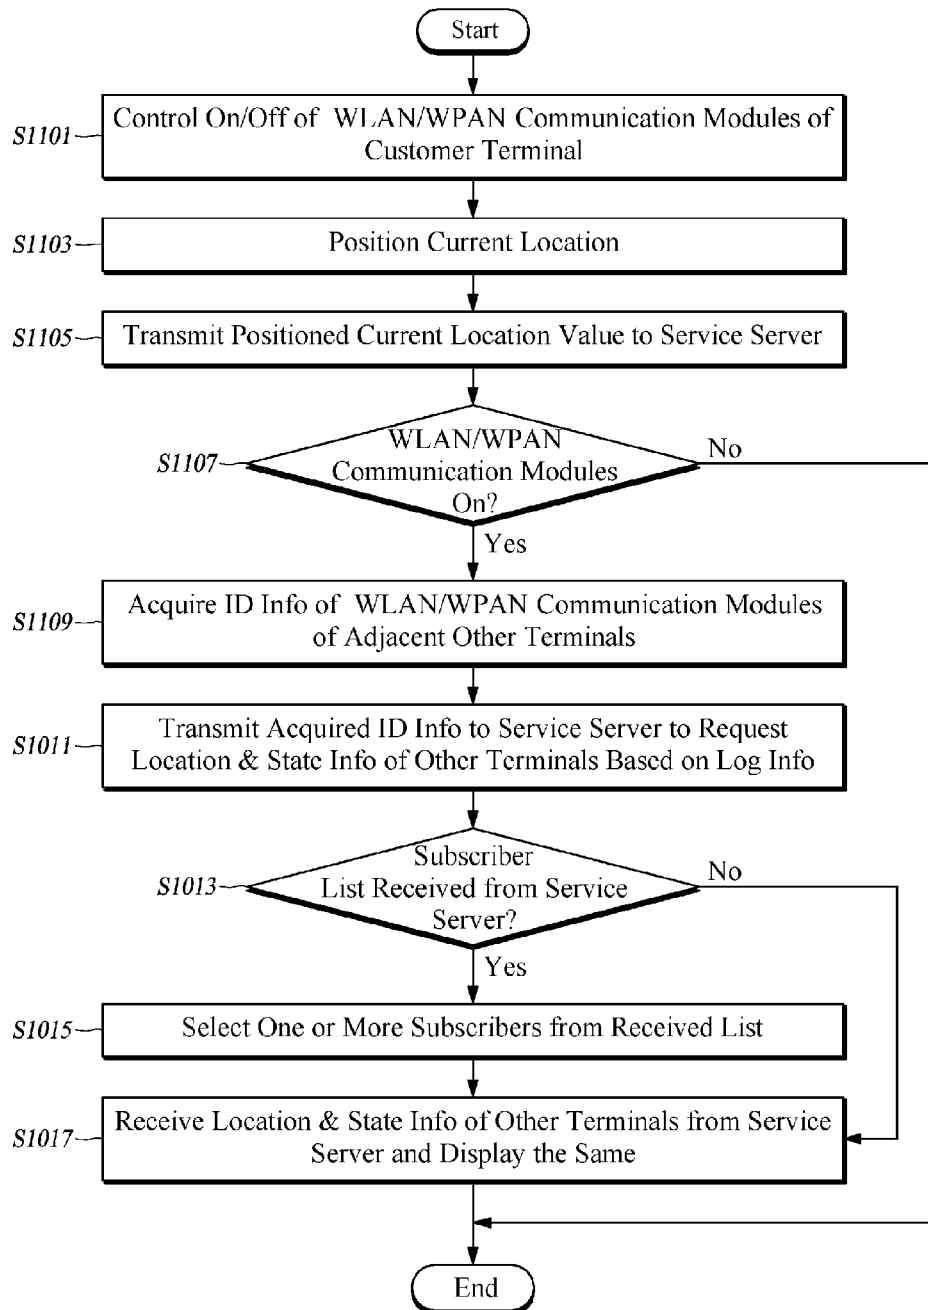 Start
S1101
Control On/Off of WLAN/WPAN Communication Modules of
Customer Terminal
S1103
Position Current Location
S1105
Transmit Positioned Current Location Value to Service Server
S1107
WLAN/WPAN
Communication Modules
On?
No
Yes
S1109
Acquire ID Info of WLAN/WPAN Communication Modules
of Adjacent Other Terminals
S1011
Transmit Acquired ID Info to Service Server to Request
Location & State Info of Other Terminals Based on Log Info
S1013
Subscriber
List Received from Service
Server?
No
Yes
S1015
Select One or More Subscribers from Received List
S1017
Receive Location & State Info of Other Terminals from Service
Server and Display the Same
End